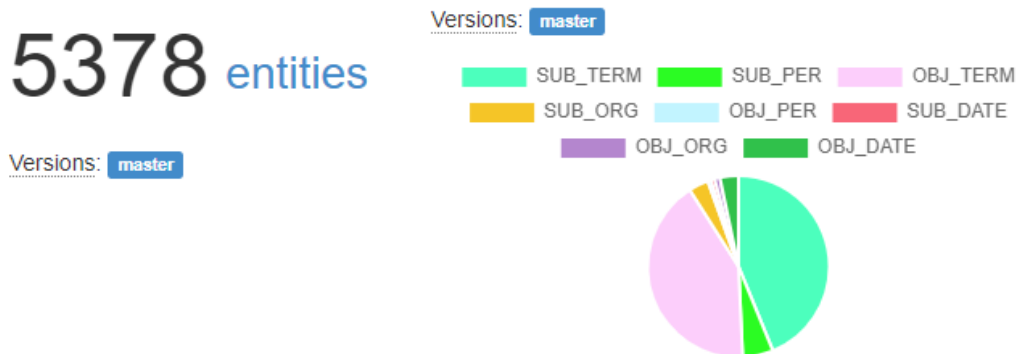 5378 entities
Versions: master
Versions: master
SUB_TERM SUB_PER OBJ_TERM
SUB_ORG OBJ_PER SUB_DATE
OBJ_ORG OBJ_DATE